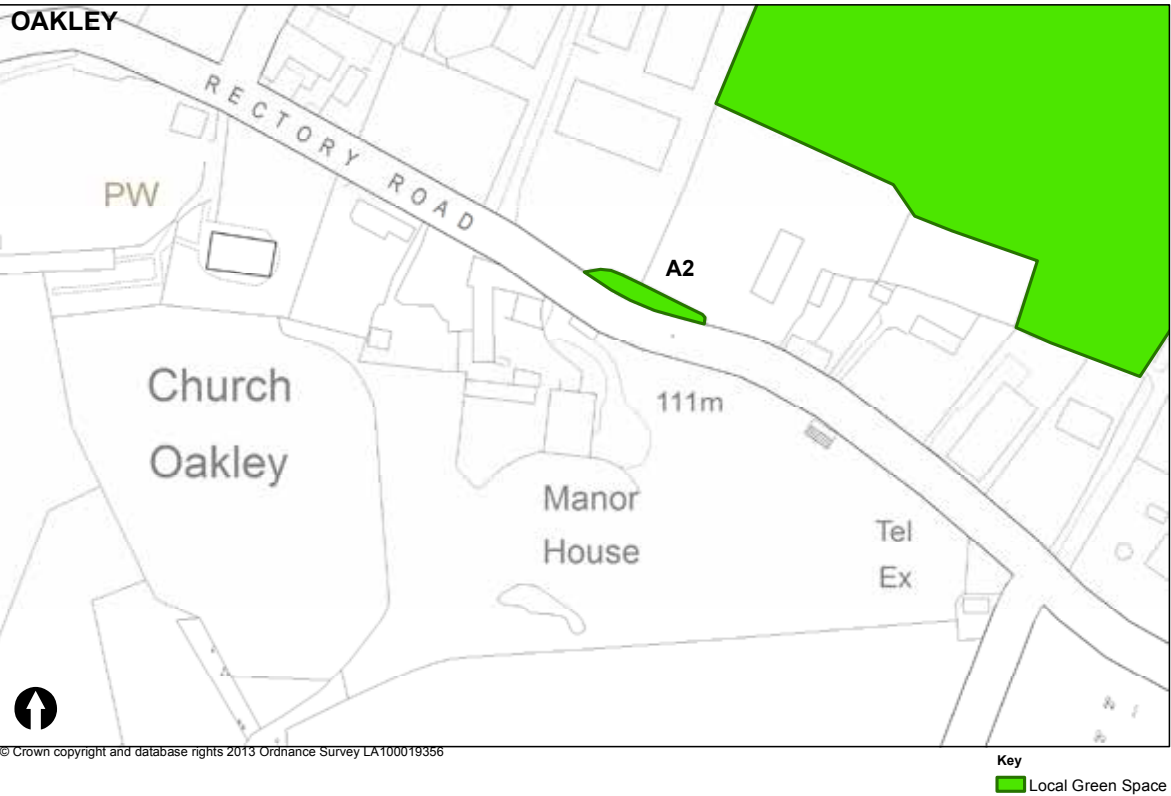 OAKLEY
RECTORY ROAD
PW
A2
Church
Oakley
111m
Manor
House
Tel
Ex
© Crown copyright and database rights 2013 Ordnance Survey LA100019356
Key
Local Green Space